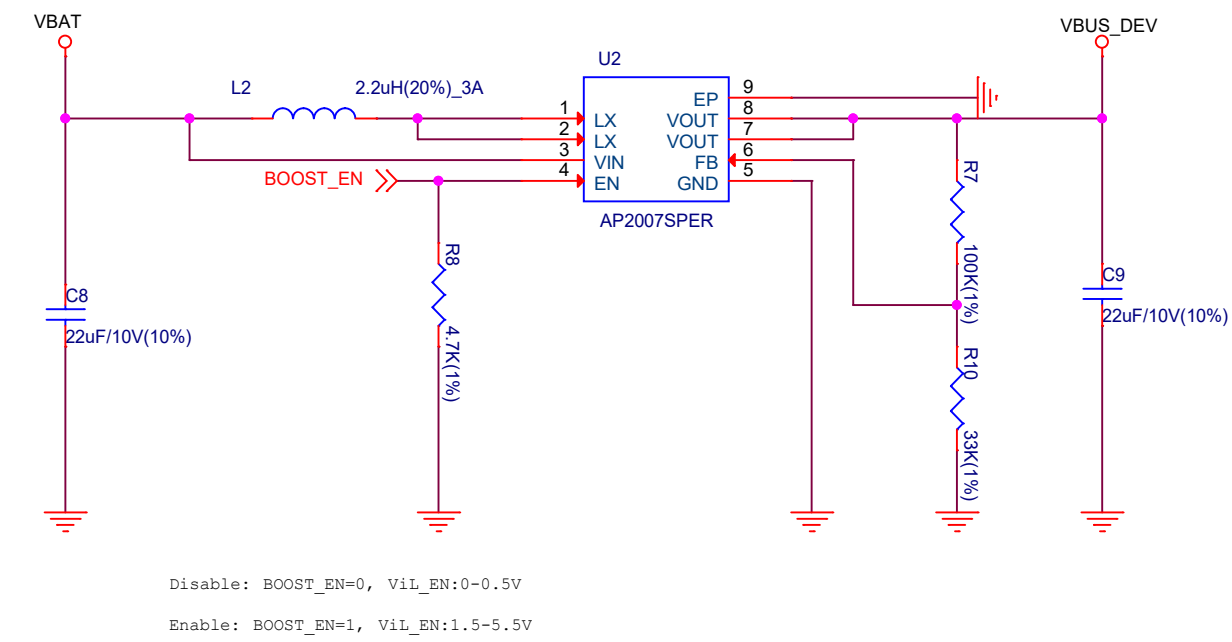 VBAT
VBUS_DEV
U2
L2
2.2uH(20%)_3A
1
LX
2
LX
3
VIN
4
EN
EP
9
VOUT
8
VOUT
7
FB
6
GND
5
AP2007SPER
BOOST_EN
R8
4.7K(1%)
R7
100K(1%)
R10
33K(1%)
C8
22uF/10V(10%)
C9
22uF/10V(10%)
Disable: BOOST_EN=0, ViL_EN:0-0.5V
Enable: BOOST_EN=1, ViL_EN:1.5-5.5V